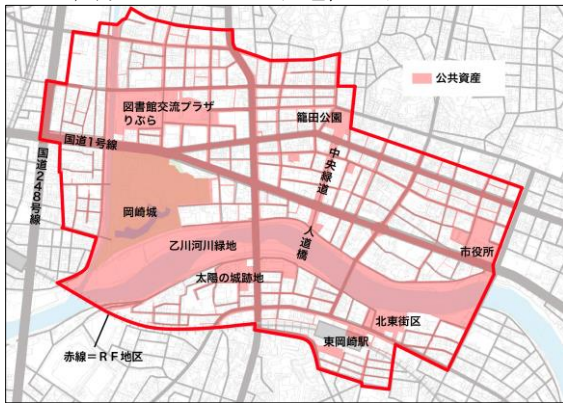 公共資産
図書館交流プラザ
りぶら
籠田公園
国道1号線
中央緑道
国道248号線
岡崎城
乙川河川緑地
人道橋
市役所
太陽の城跡地
北東街区
東岡崎駅
赤線=RF地区